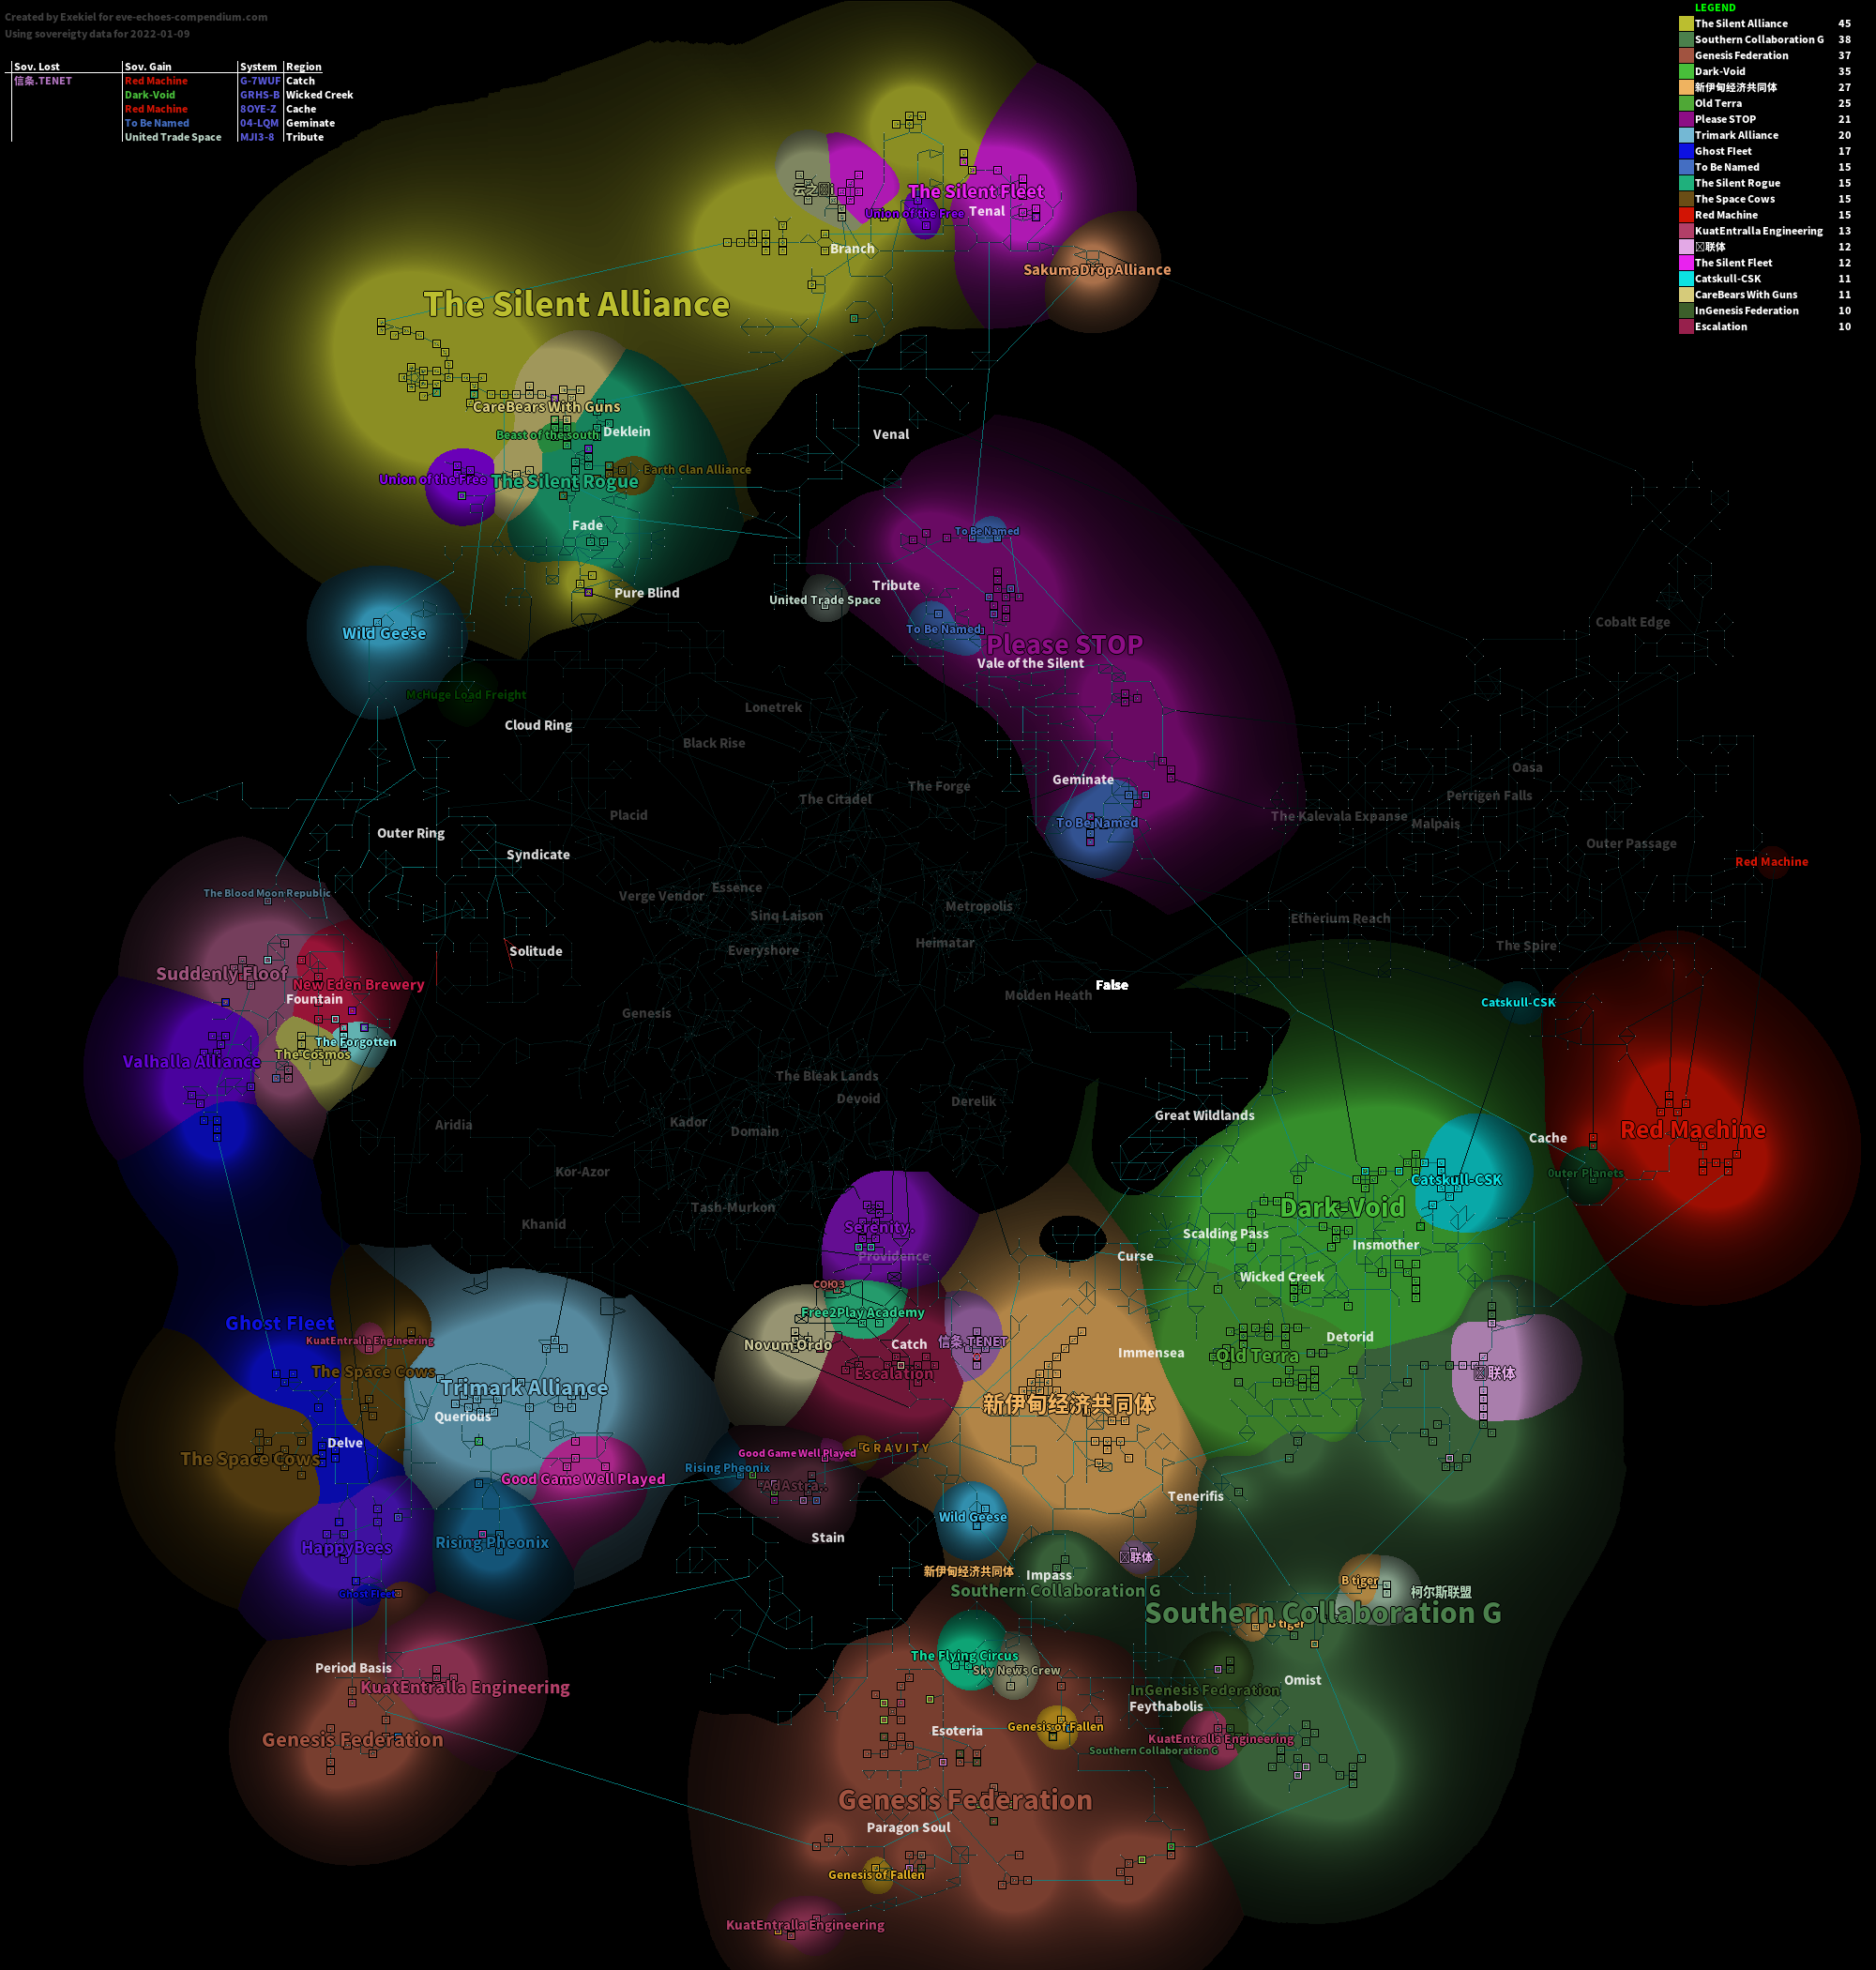 Created by Exekiel for eve-echoes-compendium.com
Using sovereigty data for 2022-01-09
Sov. Lost Sov. Gain System Region
信条.TENET Red Machine G-7WUF Catch
Dark-Void GRHS-B Wicked Creek
Red Machine 8OYE-Z Cache
To Be Named 04-LQM Geminate
United Trade Space MJI3-8 Tribute
LEGEND
The Silent Alliance 45
Southern Collaboration G 38
Genesis Federation 37
Dark-Void 35
新伊甸经济共同体 27
Old Terra 25
Please STOP 21
Trimark Alliance 20
Ghost Fleet 17
To Be Named 15
The Silent Rogue 15
The Space Cows 15
Red Machine 15
KuatEntralla Engineering 13
联体 12
The Silent Fleet 12
Catskull-CSK 11
CareBears With Guns 11
InGenesis Federation 10
Escalation 10
The Silent Fleet
Union of the Free
Tenal
Branch
SakumaDropAlliance
The Silent Alliance
CareBears With Guns
Beast of the south
Deklein
Venal
Earth Clan Alliance
Union of the Free
The Silent Rogue
Fade
To Be Named
Pure Blind
Tribute
United Trade Space
Cobalt Edge
Wild Geese
To Be Named
Please STOP
Vale of the Silent
McHuge Load Freight
Lonetrek
Cloud Ring
Black Rise
Geminate
Oasa
The Forge
Perrigen Falls
The Citadel
Placid
The Kalevala Expanse
Malpais
To Be Named
Outer Ring
Outer Passage
Syndicate
Red Machine
Essence
The Blood Moon Republic
Verge Vendor
Metropolis
Sinq Laison
Etherium Reach
Heimatar
The Spire
Everyshore
Solitude
Suddenly Floof
New Eden Brewery
False
Molden Heath
Fountain
Catskull-CSK
Genesis
The Forgotten
The Cosmos
Valhalla Alliance
The Bleak Lands
Devoid
Derelik
Great Wildlands
Kador
Aridia
Domain
Red Machine
Cache
Kor-Azor
Outer Planets
Catskull-CSK
Tash-Murkon
Dark-Void
Khanid
Serenity.
Scalding Pass
Insmother
Providence
Curse
Wicked Creek
СОЮЗ
Free2Play Academy
Ghost Fleet
KuatEntralla Engineering
Novum Ordo
Catch
信条.TENET
Detorid
Immensea
Old Terra
The Space Cows
Escalation
联体
Trimark Alliance
新伊甸经济共同体
Querious
Delve
GRAVITY
Good Game Well Played
The Space Cows
Rising Pheonix
Good Game Well Played
AdAstra..
Tenerifis
Wild Geese
Stain
Rising Pheonix
HappyBees
联体
新伊甸经济共同体
Impass
B tiger
柯尔斯联盟
Southern Collaboration G
Ghost Fleet
Southern Collaboration G
B tiger
The Flying Circus
Period Basis
Sky News Crew
Omist
KuatEntralla Engineering
InGenesis Federation
Feythabolis
Genesis of Fallen
Esoteria
Genesis Federation
KuatEntralla Engineering
Southern Collaboration G
Genesis Federation
Paragon Soul
Genesis of Fallen
KuatEntralla Engineering